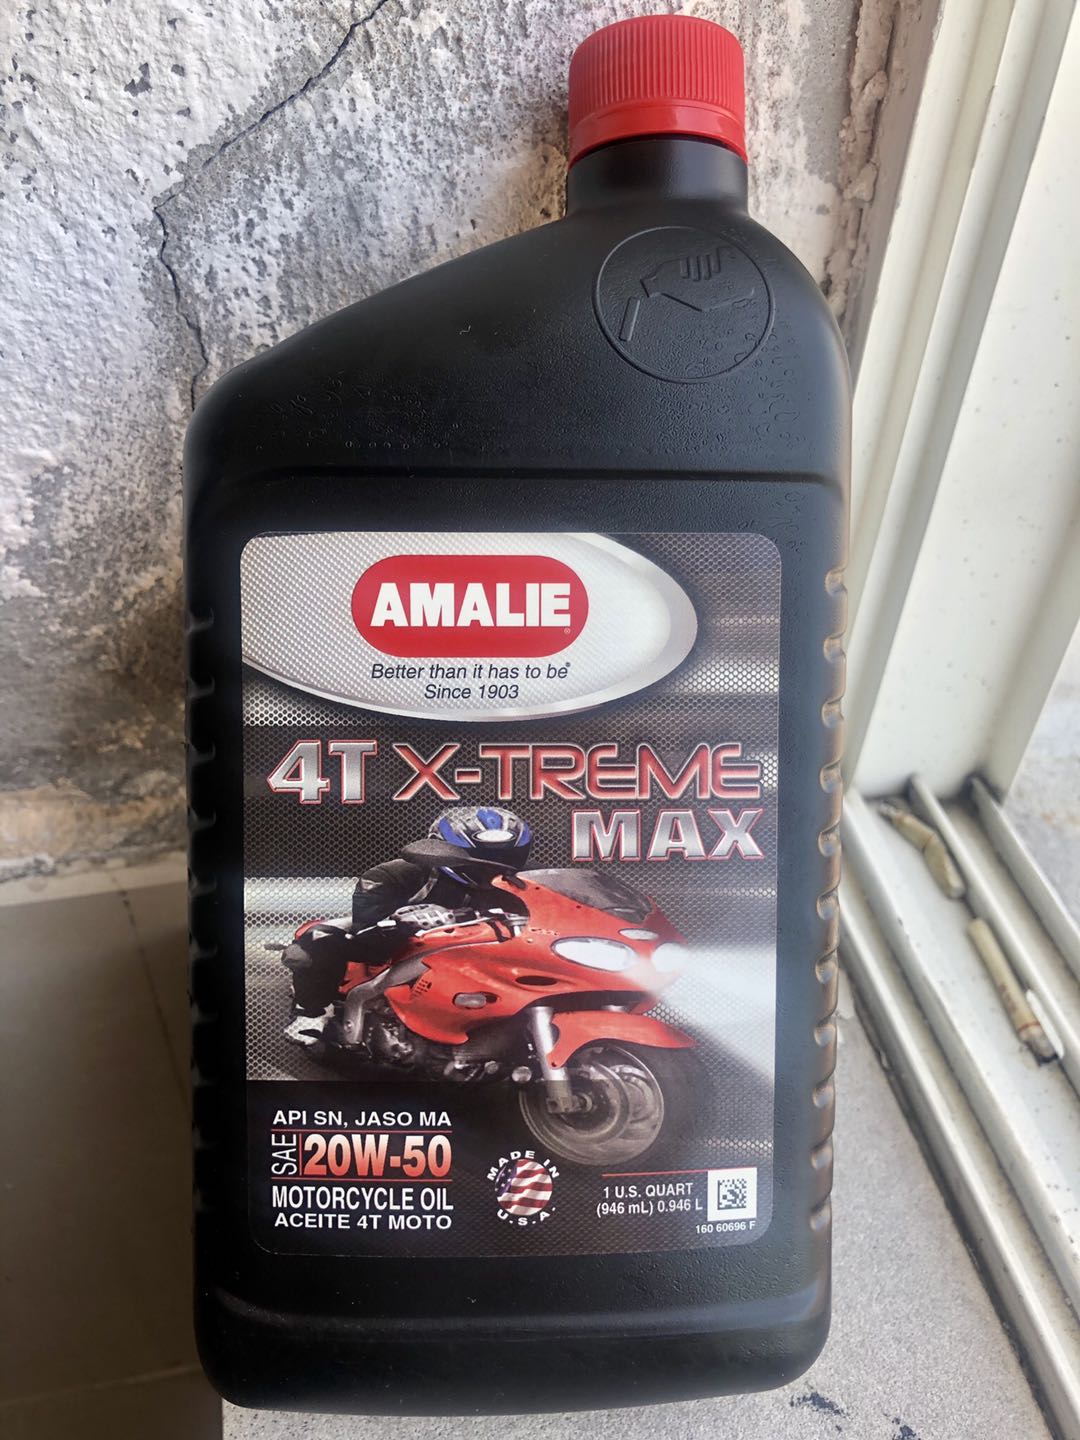 AMALIE
Better than it has to be®
Since 1903
4T X-TREME
MAX
API SN, JASO MA
SAE 20W-50
MOTORCYCLE OIL
ACEITE 4T MOTO
MADE IN
U.S.A.
1 U.S. QUART
(946 mL) 0.946 L
160 60696 F